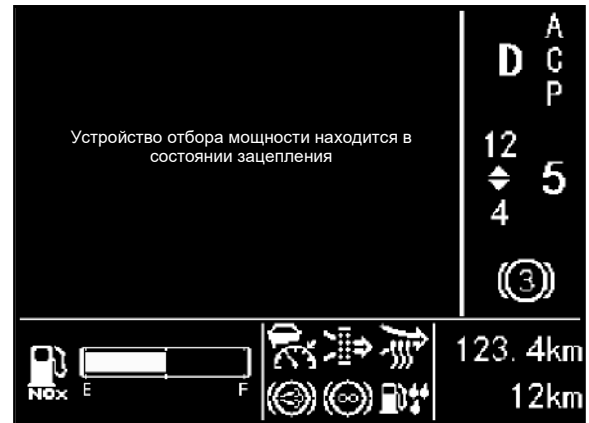 Устройство отбора мощности находится в
состоянии зацепления
D
A
C
P
12
4
5
3
NOx
E
F
123. 4km
12km